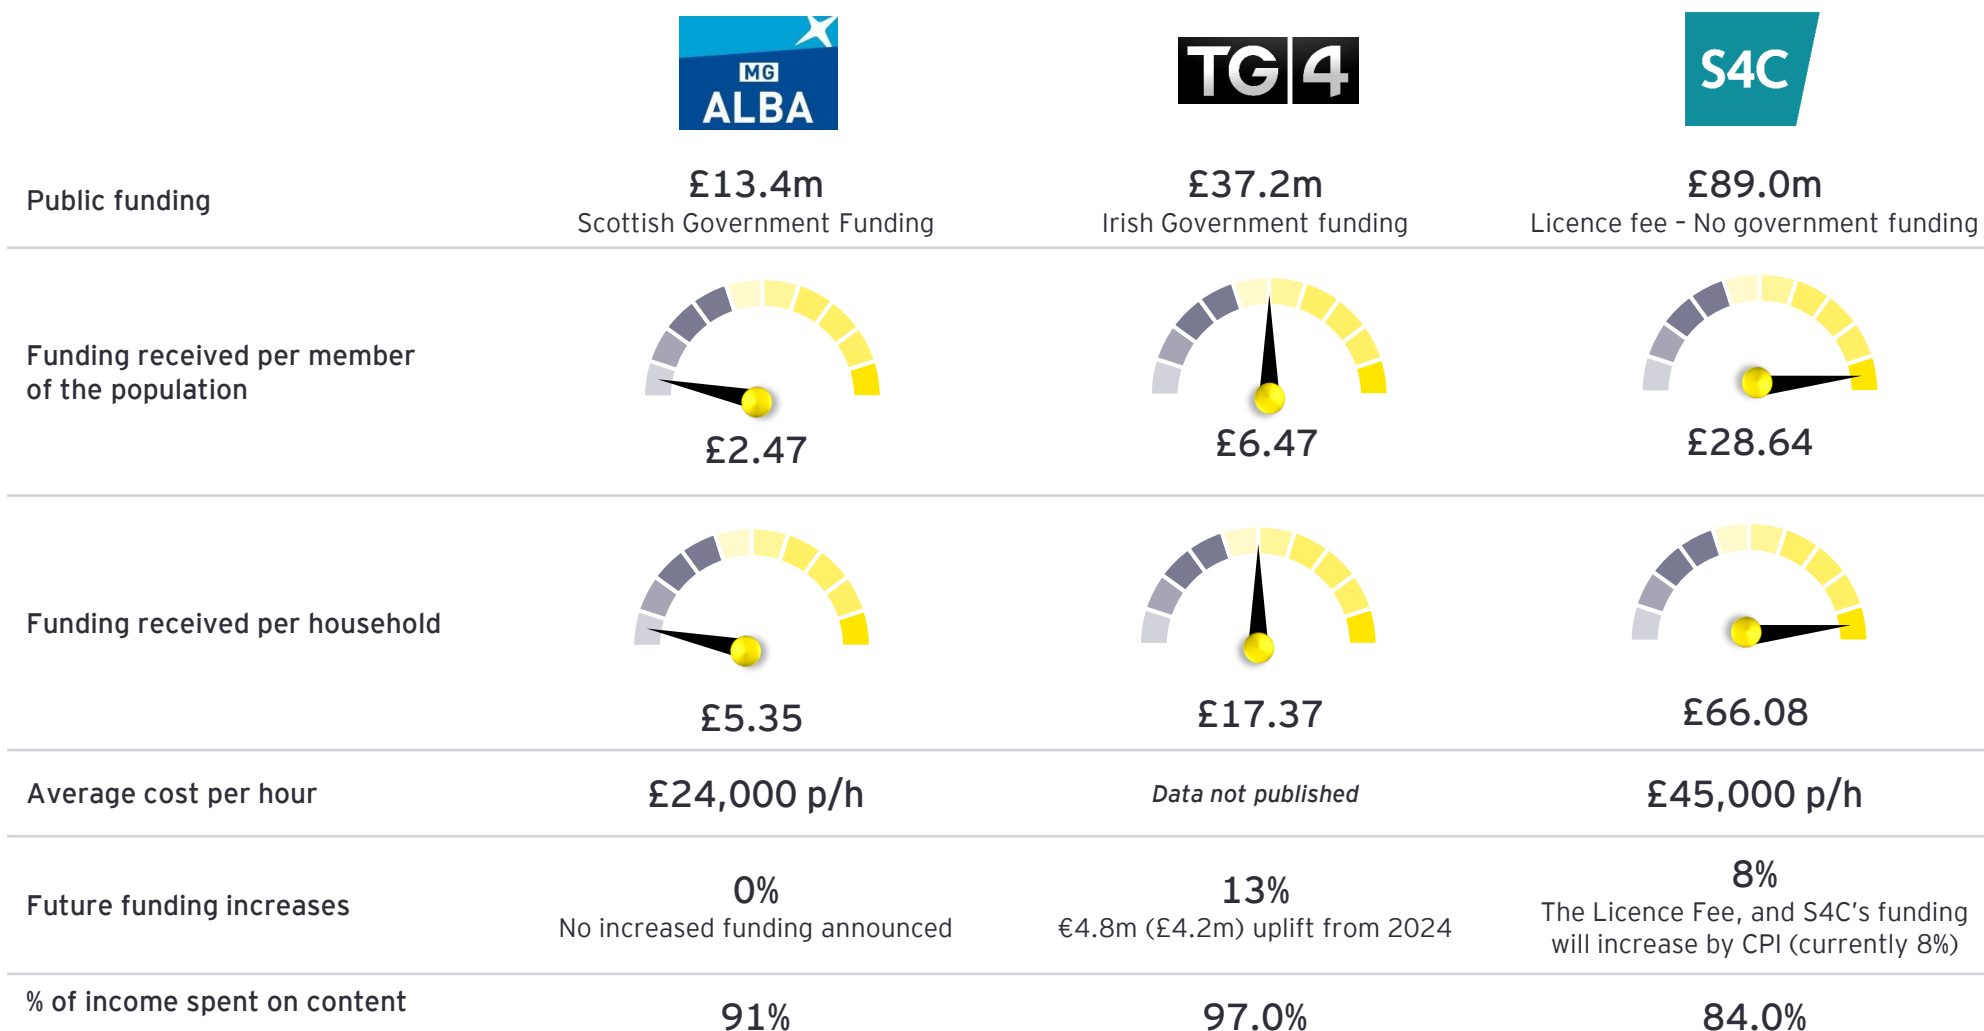 MG
ALBA
TG4
S4C
Public funding
£13.4m
Scottish Government Funding
£37.2m
Irish Government funding
£89.0m
Licence fee – No government funding
Funding received per member
of the population
£2.47
£6.47
£28.64
Funding received per household
£5.35
£17.37
£66.08
Average cost per hour
£24,000 p/h
Data not published
£45,000 p/h
Future funding increases
0%
No increased funding announced
13%
€4.8m (£4.2m) uplift from 2024
8%
The Licence Fee, and S4C's funding
will increase by CPI (currently 8%)
% of income spent on content
91%
97.0%
84.0%